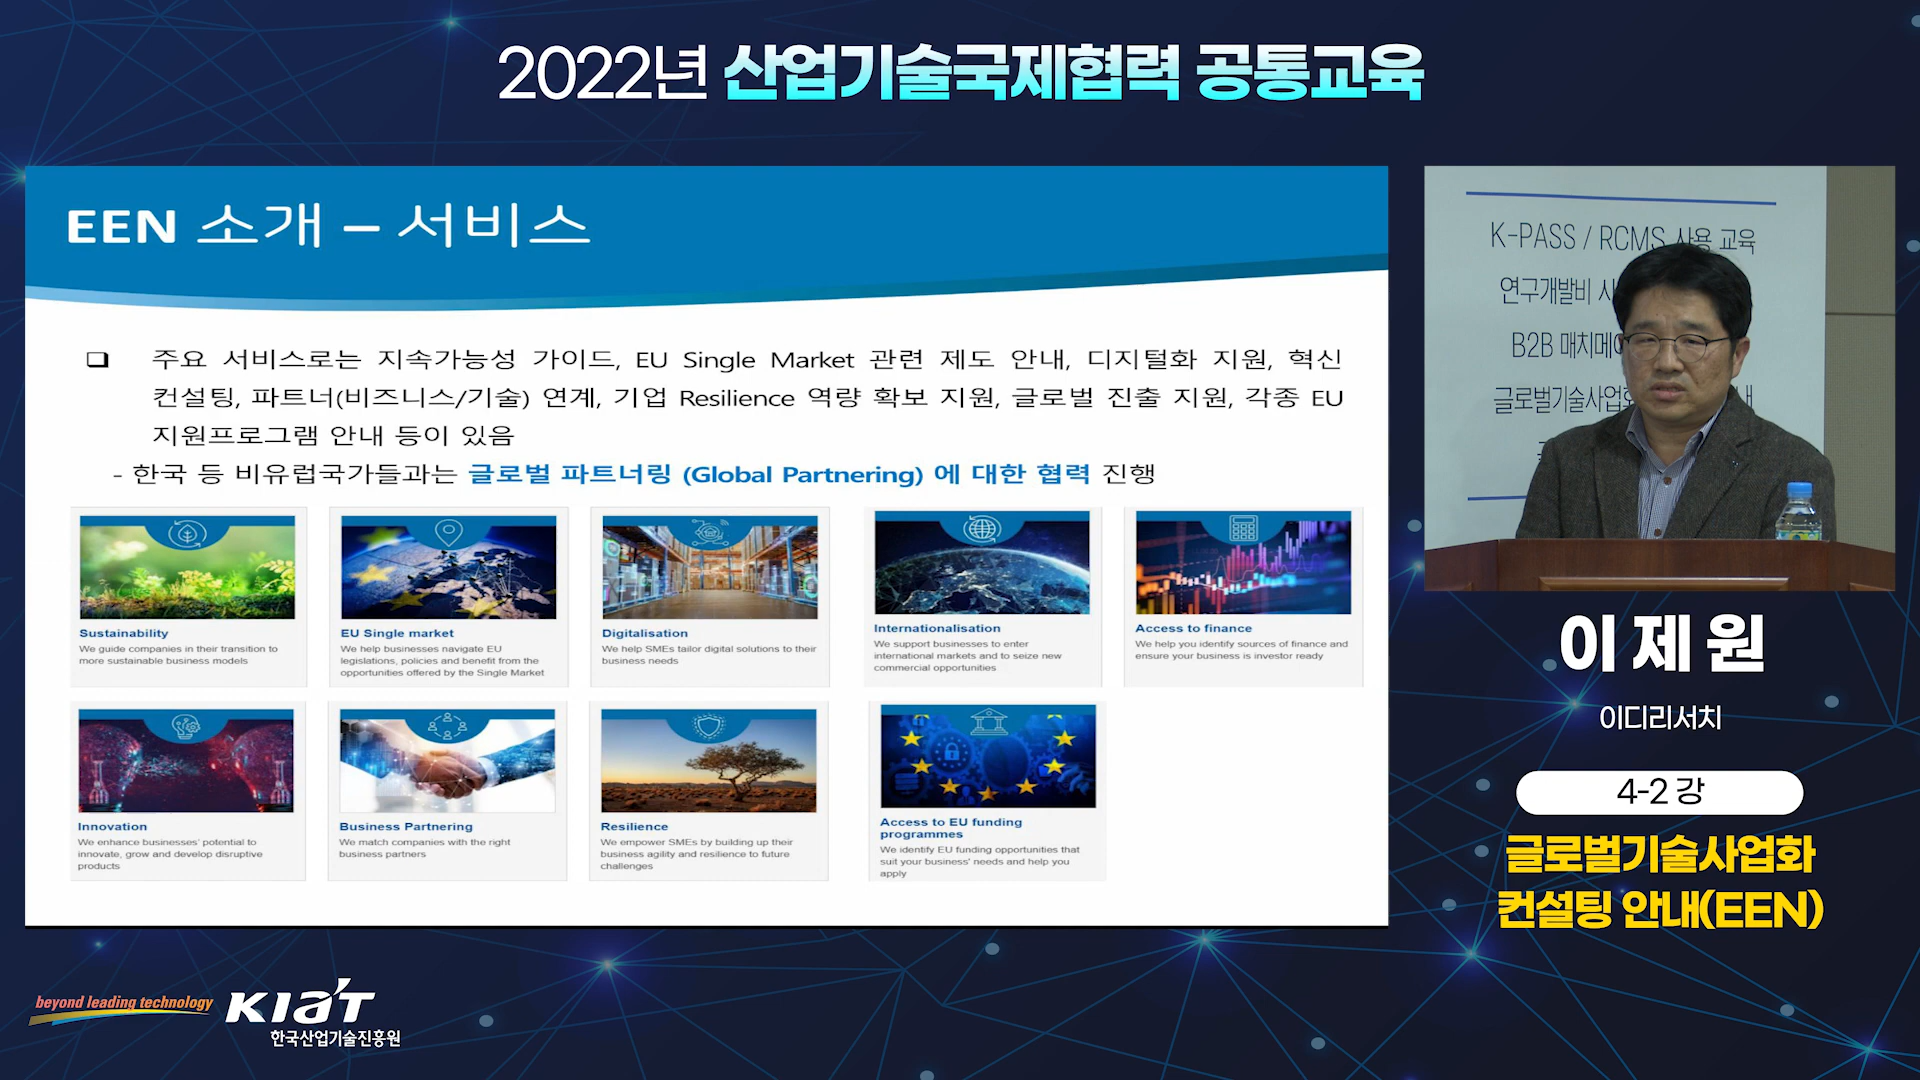 2022년 산업기술국제협력 공통교육
EEN 소개 – 서비스
❑ 주요 서비스로는 지속가능성 가이드, EU Single Market 관련 제도 안내, 디지털화 지원, 혁신
컨설팅, 파트너(비즈니스/기술) 연계, 기업 Resilience 역량 확보 지원, 글로벌 진출 지원, 각종 EU
지원프로그램 안내 등이 있음
- 한국 등 비유럽국가들과는 글로벌 파트너링 (Global Partnering) 에 대한 협력 진행
Sustainability
We guide companies in their transition to
more sustainable business models
EU Single market
We help businesses navigate EU
legislations, policies and benefit from the
opportunities offered by the Single Market
Digitalisation
We help SMEs tailor digital solutions to their
business needs
Internationalisation
We support businesses to enter
international markets and to seize new
commercial opportunities
Access to finance
We help you identify sources of finance and
ensure your business is investor ready
Innovation
We enhance businesses' potential to
innovate, grow and develop disruptive
products
Business Partnering
We match companies with the right
business partners
Resilience
We empower SMEs by building up their
business agility and resilience to future
challenges
Access to EU funding
programmes
We identify EU funding opportunities that
suit your business' needs and help you
apply
K-PASS / RCMS 사용 교육
연구개발비
B2B
글로벌기술사업화
이제원
이디리서치
4-2 강
글로벌기술사업화
컨설팅 안내(EEN)
beyond leading technology
KIAT
한국산업기술진흥원